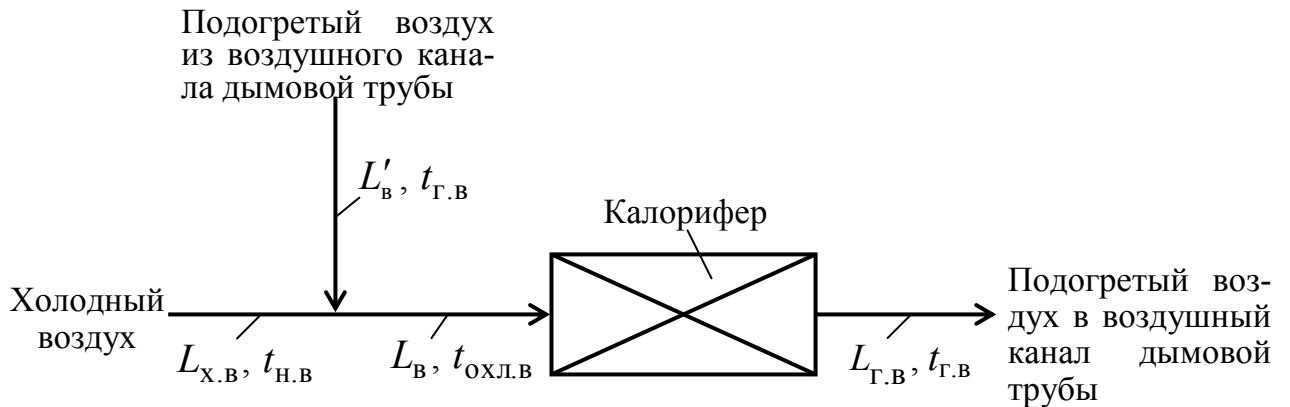 Подогретый воздух
из воздушного кана-
ла дымовой трубы
L′в, tг.в
Калорифер
Холодный
воздух
Lх.в, tн.в
Lв, tохл.в
Lг.в, tг.в
Подогретый воз-
дух в воздушный
канал дымовой
трубы